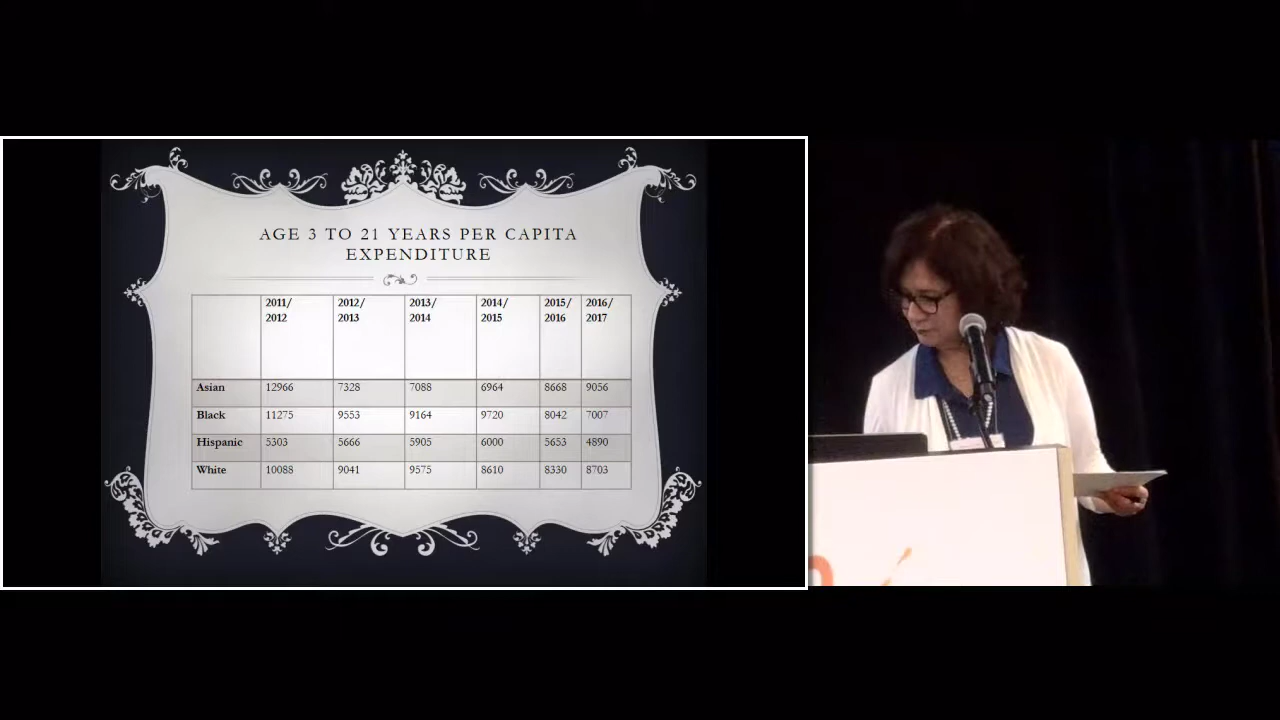 AGE 3 TO 21 YEARS PER CAPITA
EXPENDITURE
2011/ 2012/ 2013/ 2014/ 2015/ 2016/
2012 2013 2014 2015 2016 2017
Asian 12966 7328 7088 6964 8668 9056
Black 11275 9553 9164 9720 8042 7007
Hispanic 5303 5666 5905 6000 5653 4890
White 10088 9041 9575 8610 8330 8703